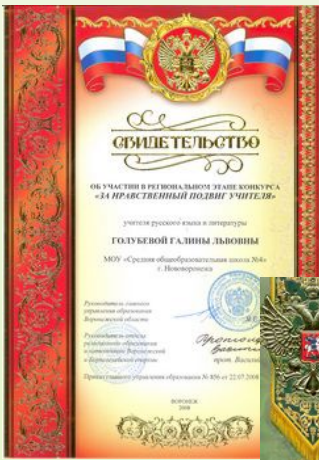 СВИДЕТЕЛЬСТВО
ОБ УЧАСТИИ В РЕГИОНАЛЬНОМ ЭТАПЕ КОНКУРСА
«ЗА НРАВСТВЕННЫЙ ПОДВИГ УЧИТЕЛЯ»
учителя русского языка и литературы
ГОЛУБЕВОЙ ГАЛИНЫ ЛЬВОВНЫ
МОУ «Средняя общеобразовательная школа №4»
г. Нововоронежа
Руководитель главного
управления образования
Воронежской области
Руководитель отдела
религиозного образования
и катехизации Воронежской
и Борисоглебской епархии
прот. Васили
Приказ главного управления образования № 856 от 22.07.2008
ВОРОНЕЖ
2008